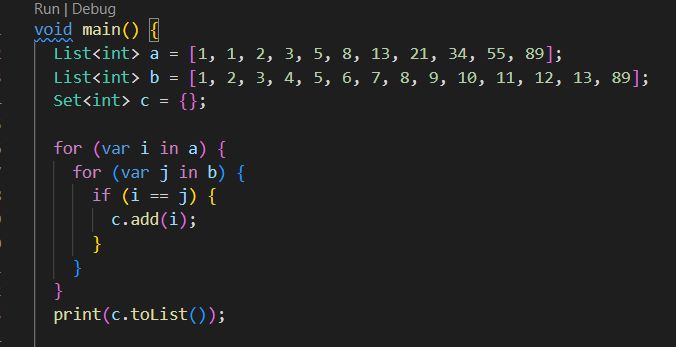 Run | Debug
void main() {
List<int> a = [1, 1, 2, 3, 5, 8, 13, 21, 34, 55, 89];
List<int> b = [1, 2, 3, 4, 5, 6, 7, 8, 9, 10, 11, 12, 13, 89];
Set<int> c = {};
for (var i in a) {
for (var j in b) {
if (i == j) {
c.add(i);
}
}
}
print(c.toList());